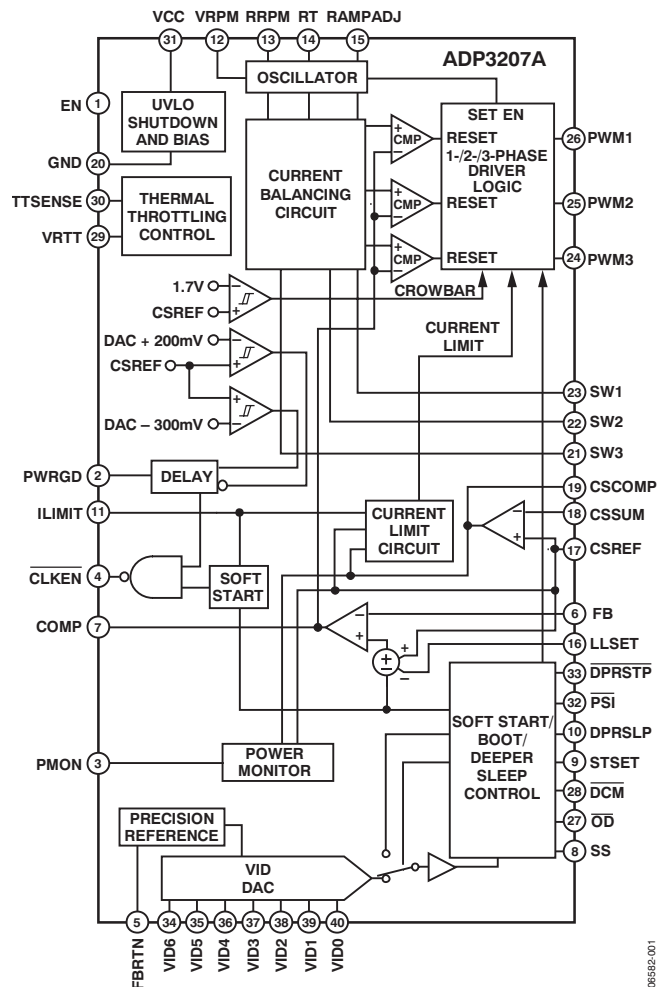 VCC VRPM RRPM RT RAMPADJ
31 12 13 14 15
ADP3207A
OSCILLATOR
EN 1
UVLO
SHUTDOWN
AND BIAS
GND 20
TTSENSE 30
THERMAL
THROTTLING
CONTROL
VRTT 29
CURRENT
BALANCING
CIRCUIT
+
CMP
–
+
CMP
–
+
CMP
–
SET EN
RESET
1-/2-/3-PHASE
DRIVER
LOGIC
RESET
RESET
26 PWM1
25 PWM2
24 PWM3
1.7V –
CSREF +
CROWBAR
DAC + 200mV –
CSREF +
CURRENT
LIMIT
+
DAC – 300mV –
23 SW1
22 SW2
21 SW3
PWRGD 2
DELAY
19 CSCOMP
ILIMIT 11
CURRENT
LIMIT
CIRCUIT
– 18 CSSUM
+ 17 CSREF
CLKEN 4
SOFT
START
COMP 7
– 6 FB
+
+
–
+
–
16 LLSET
33 DPRSTP
32 PSI
10 DPRSLP
9 STSET
28 DCM
27 OD
8 SS
SOFT START/
BOOT/
DEEPER
SLEEP
CONTROL
PMON 3
POWER
MONITOR
PRECISION
REFERENCE
VID
DAC
5 34 35 36 37 38 39 40
FBRTN VID6 VID5 VID4 VID3 VID2 VID1 VID0
06582-001